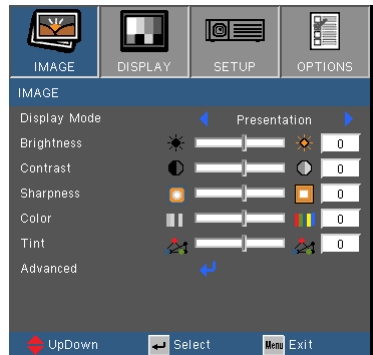 IMAGE DISPLAY SETUP OPTIONS
IMAGE
Display Mode Presentation
Brightness 0
Contrast 0
Sharpness 0
Color 0
Tint 0
Advanced
UpDown Select Menu Exit